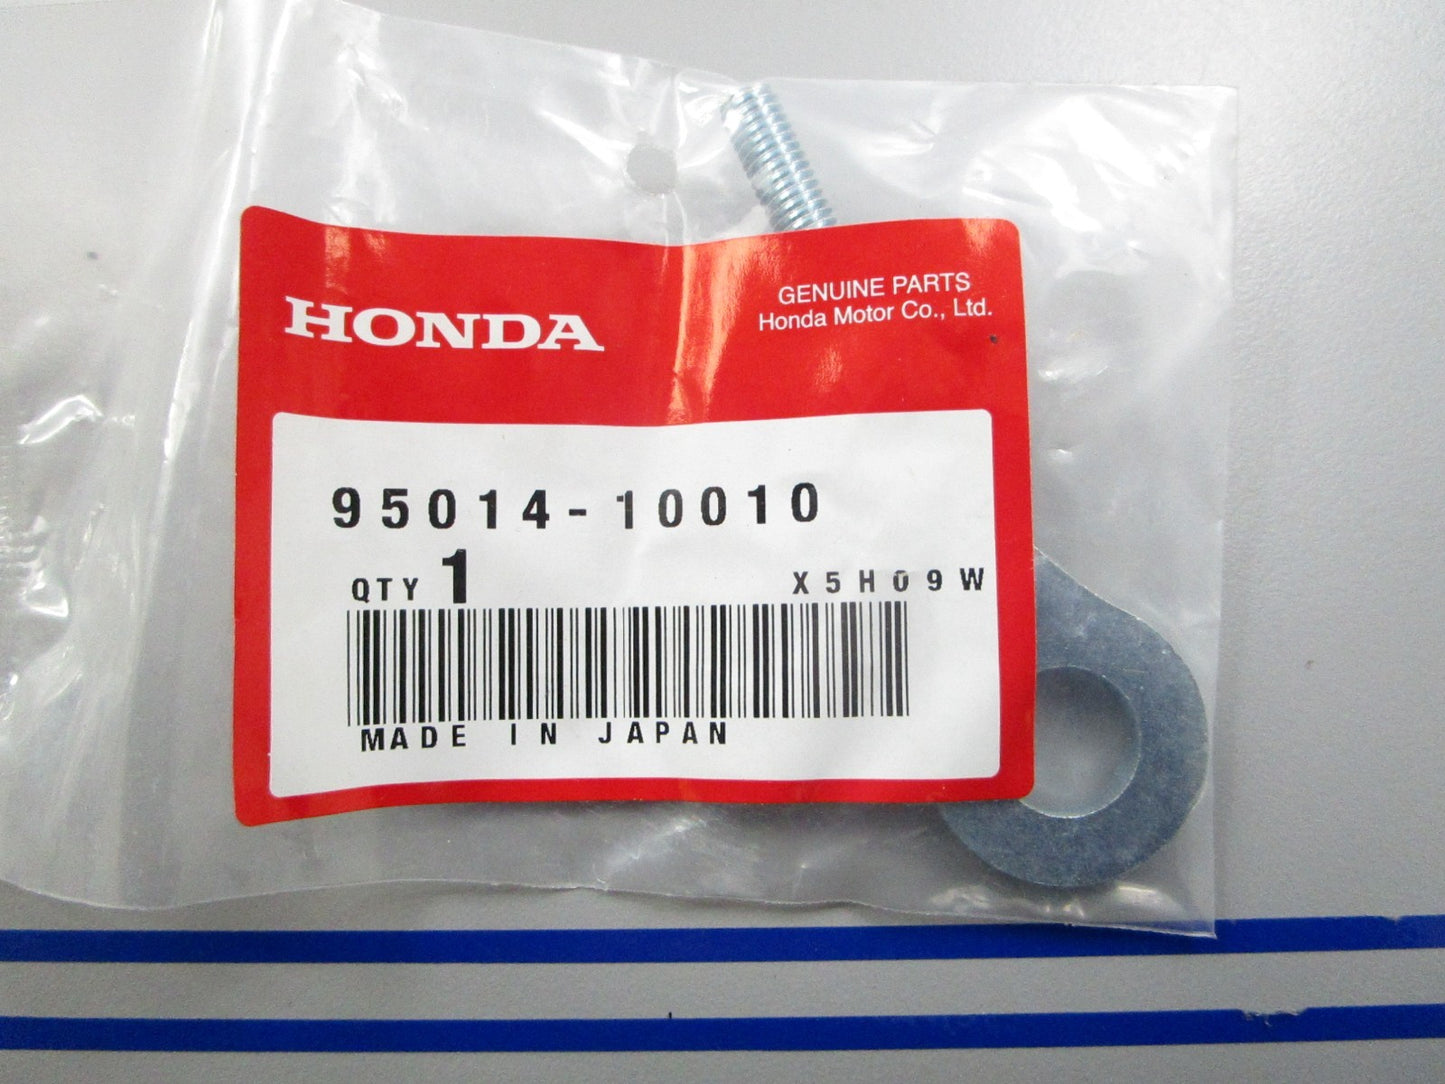 HONDA
GENUINE PARTS
Honda Motor Co., Ltd.
95014-10010
QTY 1 X5H09W
MADE IN JAPAN